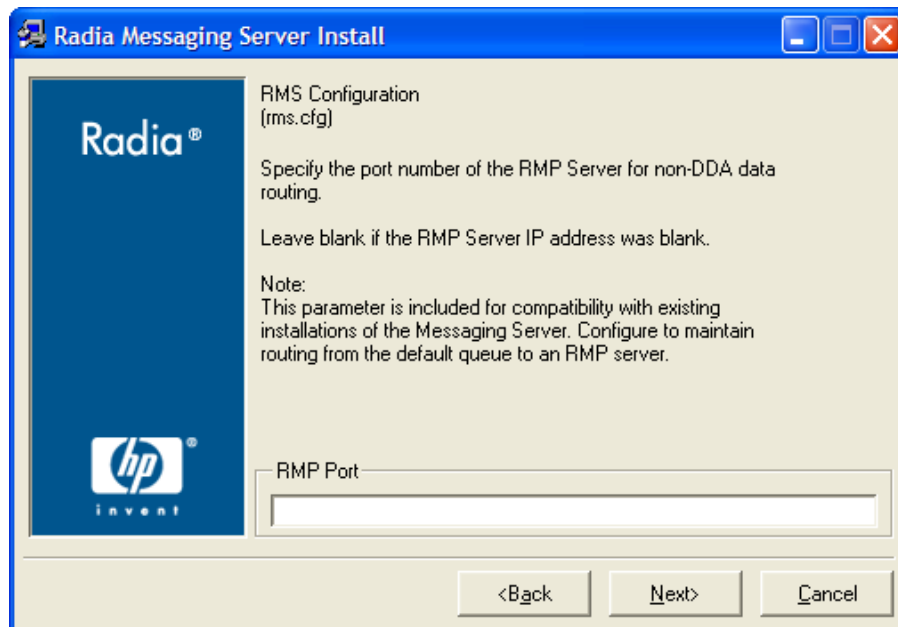 Radia Messaging Server Install
Radia®
RMS Configuration
(rms.cfg)
Specify the port number of the RMP Server for non-DDA data
routing.
Leave blank if the RMP Server IP address was blank.
Note:
This parameter is included for compatibility with existing
installations of the Messaging Server. Configure to maintain
routing from the default queue to an RMP server.
hp®
invent
RMP Port
<Back
Next>
Cancel